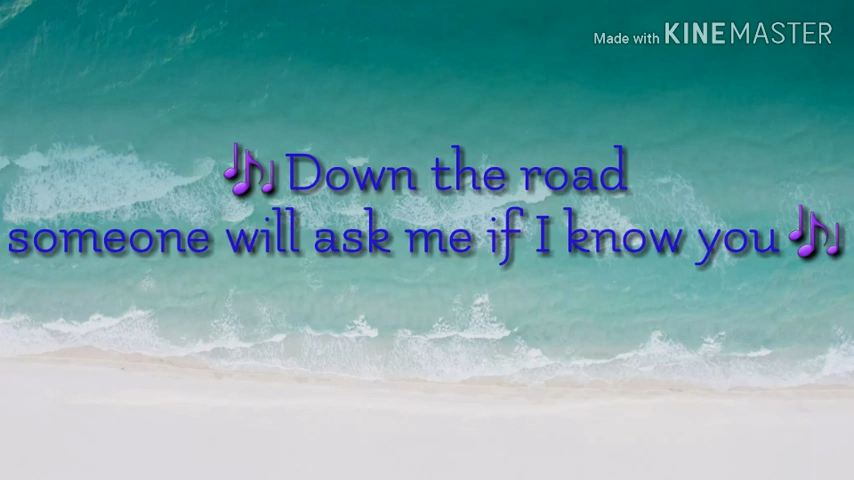 Made with KINEMASTER
🎶Down the road
someone will ask me if I know you🎶